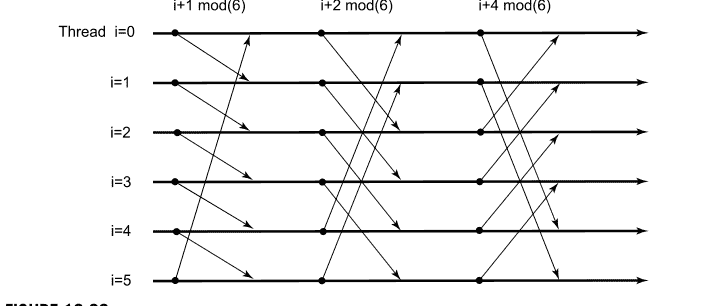 i+1 mod(6) i+2 mod(6) i+4 mod(6)
Thread i=0
i=1
i=2
i=3
i=4
i=5